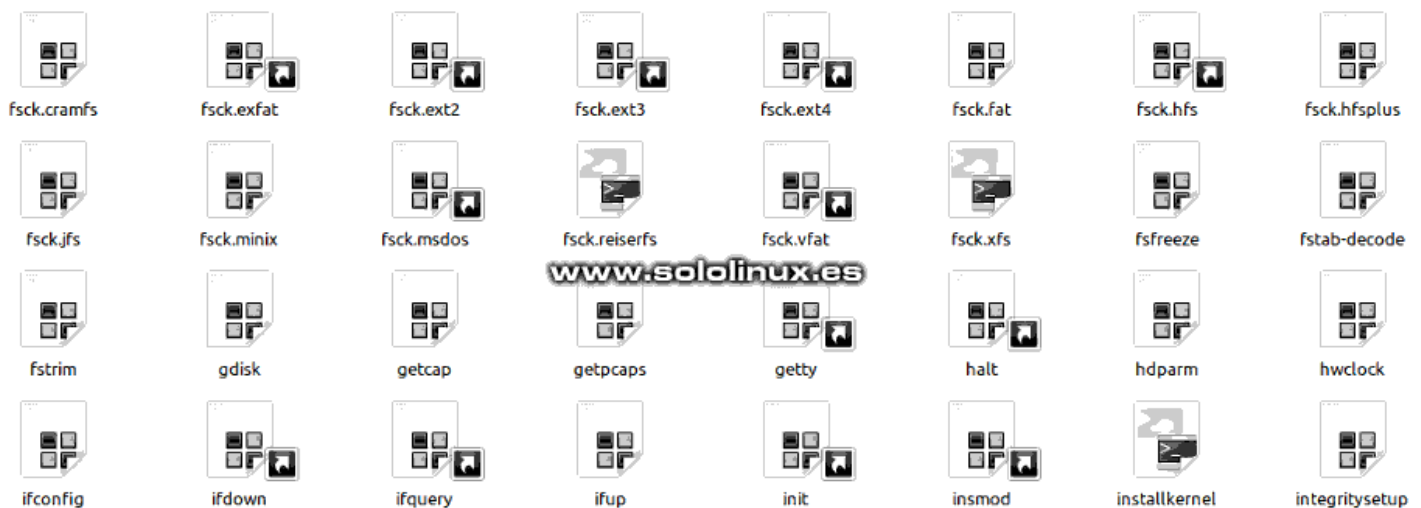 fsck.cramfs fsck.exfat fsck.ext2 fsck.ext3 fsck.ext4 fsck.fat fsck.hfs fsck.hfsplus
fsck.jfs fsck.minix fsck.msdos fsck.reiserfs fsck.vfat fsck.xfs fsfreeze fstab-decode
www.sololinux.es
fstrim gdisk getcap getpcaps getty halt hdparm hwclock
ifconfig ifdown ifquery ifup init insmod installkernel integritysetup